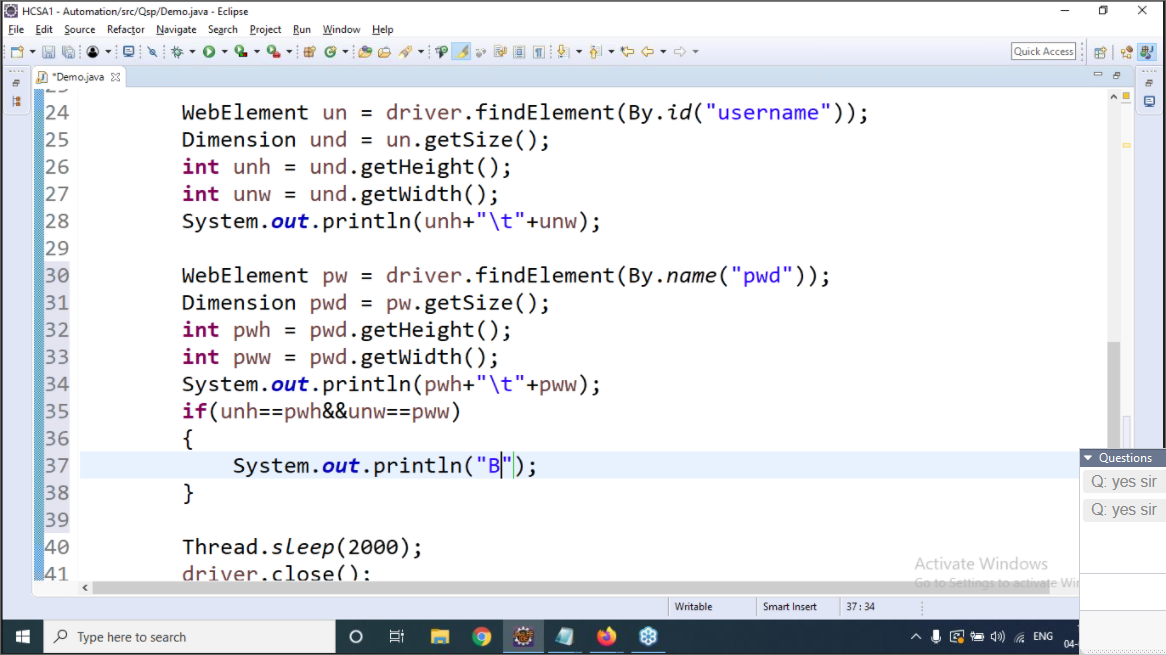 HCSA1 - Automation/src/Qsp/Demo.java - Eclipse
File Edit Source Refactor Navigate Search Project Run Window Help
Quick Access
*Demo.java
24 WebElement un = driver.findElement(By.id("username"));
25 Dimension und = un.getSize();
26 int unh = und.getHeight();
27 int unw = und.getWidth();
28 System.out.println(unh+"\t"+unw);
29
30 WebElement pw = driver.findElement(By.name("pwd"));
31 Dimension pwd = pw.getSize();
32 int pwh = pwd.getHeight();
33 int pww = pwd.getWidth();
34 System.out.println(pwh+"\t"+pww);
35 if(unh==pwh&&unw==pww)
36 {
37 System.out.println("B");
38 }
39
40 Thread.sleep(2000);
41 driver.close();
Questions
Q: yes sir
Q: yes sir
Activate Windows
Go to Settings to activate Wi
Writable Smart Insert 37 : 34
Type here to search
ENG
04-